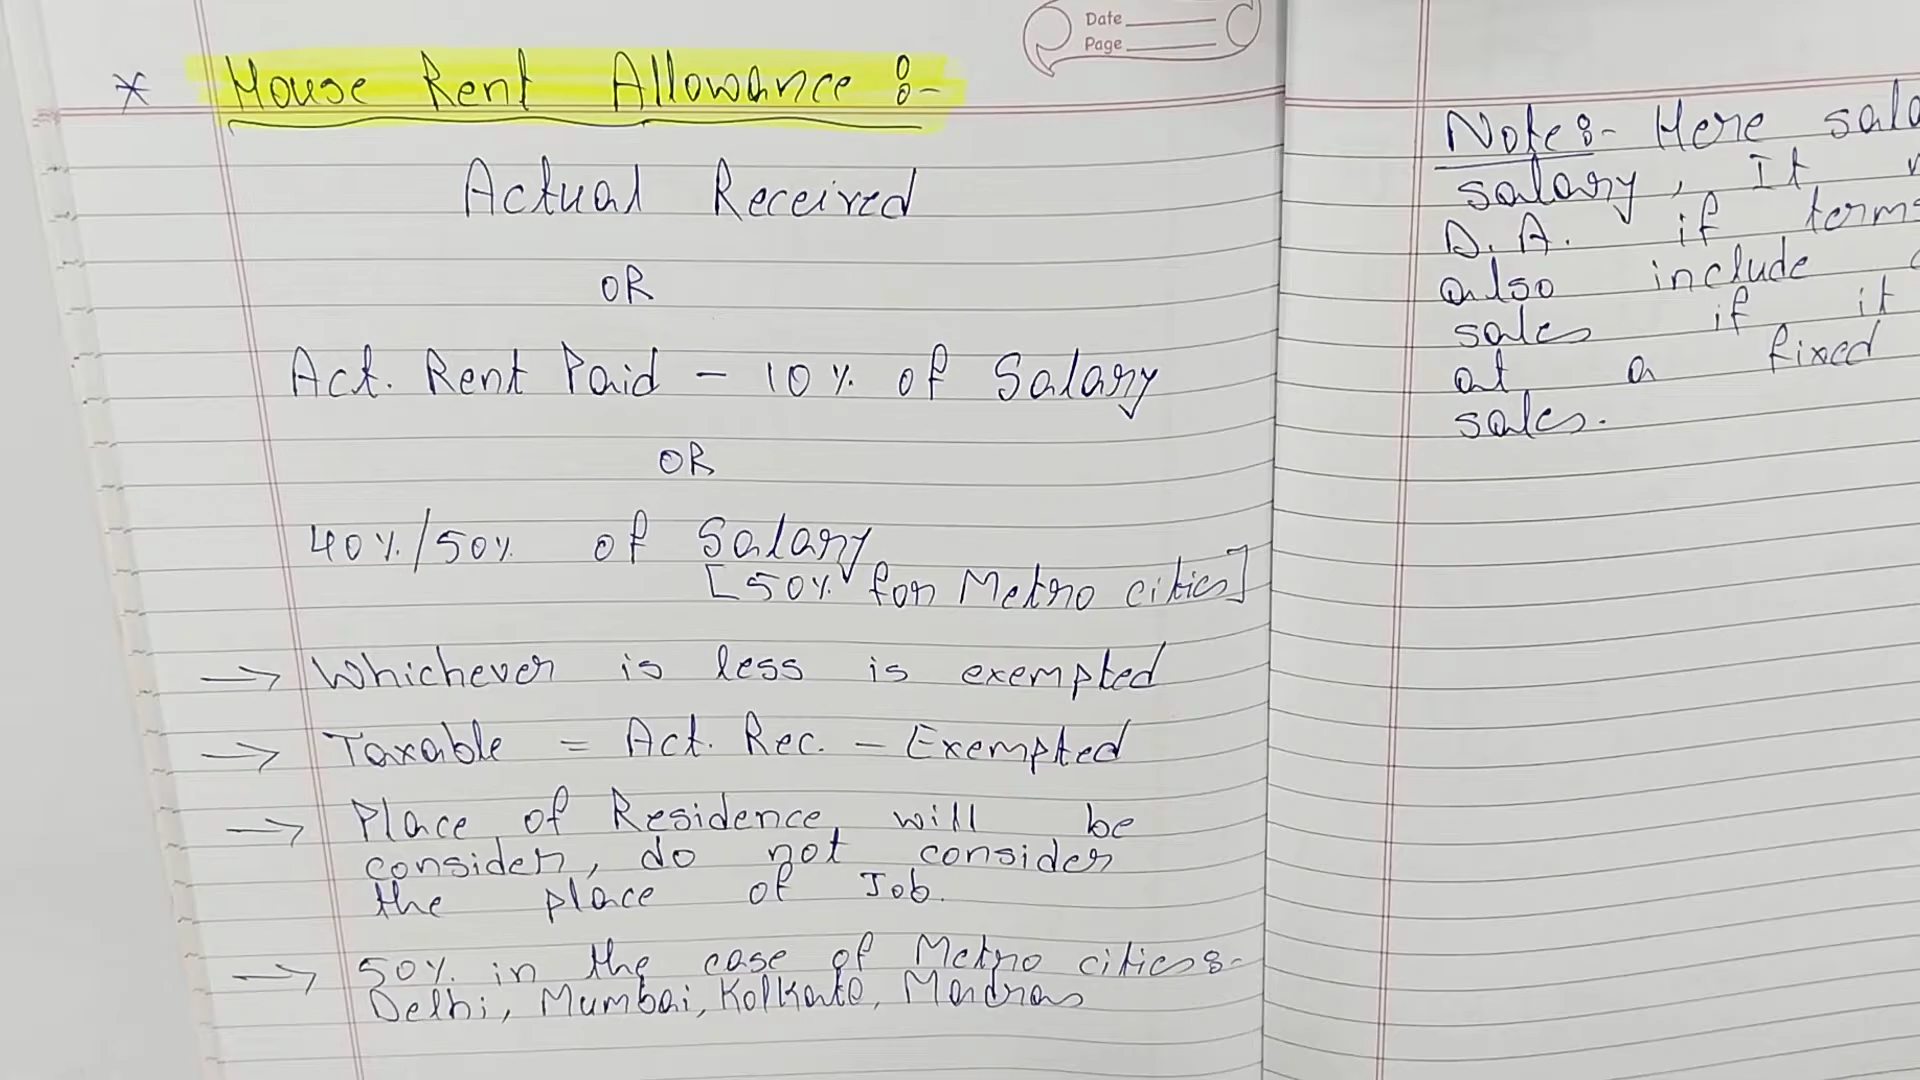 Date
Page
* House Rent Allowance :-
Actual Received
OR
Act. Rent Paid - 10% of Salary
OR
40%/50% of Salary
[50% for Metro cities]
→ Whichever is less is exempted
→ Taxable = Act. Rec. - Exempted
→ Place of Residence will be
consider, do not consider
the place of Job.
→ 50% in the case of Metro cities:-
Delhi, Mumbai, Kolkata, Madras
Note:- Here
salary, It
D.A. if terms
also include
sales if it
at a fixed
sales.